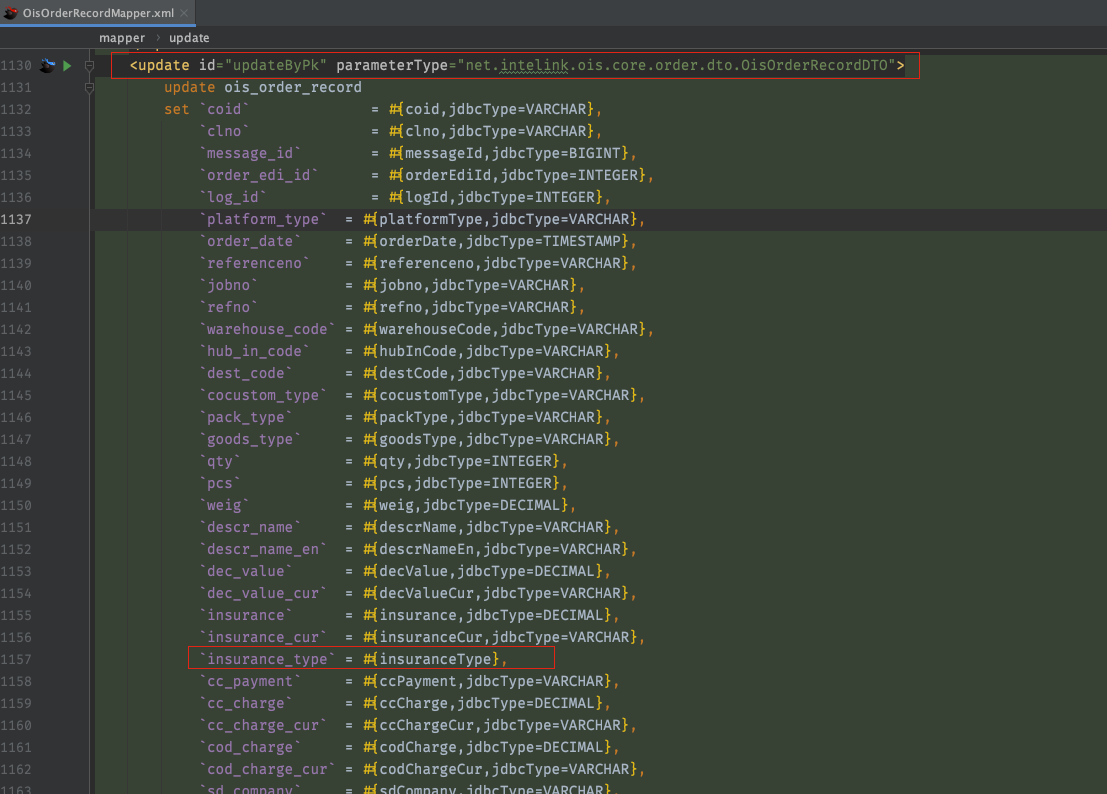 OisOrderRecordMapper.xml ×
mapper › update
1130 <update id="updateByPk" parameterType="net.intelink.ois.core.order.dto.OisOrderRecordDTO">
1131 update ois_order_record
1132 set `coid` = #{coid,jdbcType=VARCHAR},
1133 `clno` = #{clno,jdbcType=VARCHAR},
1134 `message_id` = #{messageId,jdbcType=BIGINT},
1135 `order_edi_id` = #{orderEdiId,jdbcType=INTEGER},
1136 `log_id` = #{logId,jdbcType=INTEGER},
1137 `platform_type` = #{platformType,jdbcType=VARCHAR},
1138 `order_date` = #{orderDate,jdbcType=TIMESTAMP},
1139 `referenceno` = #{referenceno,jdbcType=VARCHAR},
1140 `jobno` = #{jobno,jdbcType=VARCHAR},
1141 `refno` = #{refno,jdbcType=VARCHAR},
1142 `warehouse_code` = #{warehouseCode,jdbcType=VARCHAR},
1143 `hub_in_code` = #{hubInCode,jdbcType=VARCHAR},
1144 `dest_code` = #{destCode,jdbcType=VARCHAR},
1145 `cocustom_type` = #{cocustomType,jdbcType=VARCHAR},
1146 `pack_type` = #{packType,jdbcType=VARCHAR},
1147 `goods_type` = #{goodsType,jdbcType=VARCHAR},
1148 `qty` = #{qty,jdbcType=INTEGER},
1149 `pcs` = #{pcs,jdbcType=INTEGER},
1150 `weig` = #{weig,jdbcType=DECIMAL},
1151 `descr_name` = #{descrName,jdbcType=VARCHAR},
1152 `descr_name_en` = #{descrNameEn,jdbcType=VARCHAR},
1153 `dec_value` = #{decValue,jdbcType=DECIMAL},
1154 `dec_value_cur` = #{decValueCur,jdbcType=VARCHAR},
1155 `insurance` = #{insurance,jdbcType=DECIMAL},
1156 `insurance_cur` = #{insuranceCur,jdbcType=VARCHAR},
1157 `insurance_type` = #{insuranceType},
1158 `cc_payment` = #{ccPayment,jdbcType=VARCHAR},
1159 `cc_charge` = #{ccCharge,jdbcType=DECIMAL},
1160 `cc_charge_cur` = #{ccChargeCur,jdbcType=VARCHAR},
1161 `cod_charge` = #{codCharge,jdbcType=DECIMAL},
1162 `cod_charge_cur` = #{codChargeCur,jdbcType=VARCHAR},
1163 `sd_company` = #{sdCompany,jdbcType=VARCHAR},